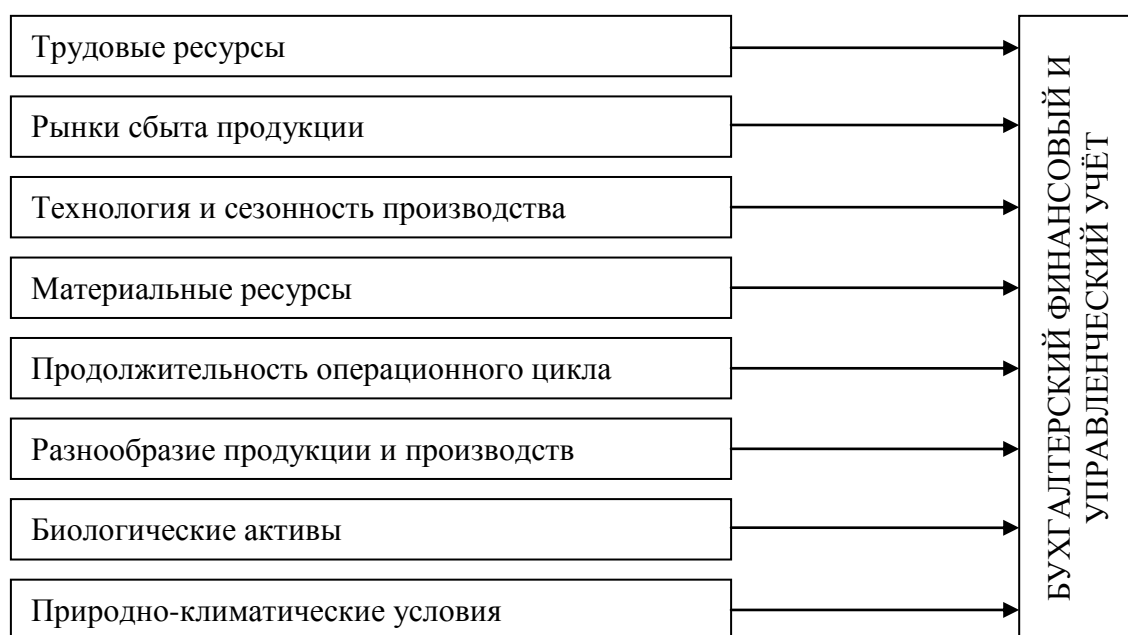 Трудовые ресурсы
Рынки сбыта продукции
Технология и сезонность производства
Материальные ресурсы
Продолжительность операционного цикла
Разнообразие продукции и производств
Биологические активы
Природно-климатические условия
БУХГАЛТЕРСКИЙ ФИНАНСОВЫЙ И
УПРАВЛЕНЧЕСКИЙ УЧЁТ